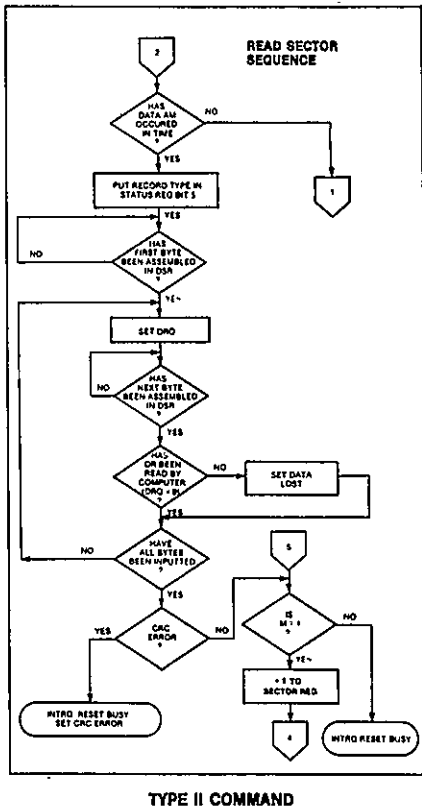 READ SECTOR
SEQUENCE
2
HAS
DATA AM
OCCURED
IN TIME
?
NO
YES
1
PUT RECORD TYPE IN
STATUS REG BIT 5
YES
NO
HAS
FIRST BYTE
BEEN ASSEMBLED
IN DSR
?
YES
SET DRQ
NO
HAS
NEXT BYTE
BEEN ASSEMBLED
IN DSR
?
YES
HAS
DR BEEN
READ BY
COMPUTER
(DRQ = 0)
NO
SET DATA
LOST
YES
NO
HAVE
ALL BYTES
BEEN INPUTTED
?
YES
5
YES
CRC
ERROR
?
NO
IS
M = 1
?
NO
YES
+ 1 TO
SECTOR REG
INTRQ RESET BUSY
SET CRC ERROR
4
INTRQ RESET BUSY
TYPE II COMMAND